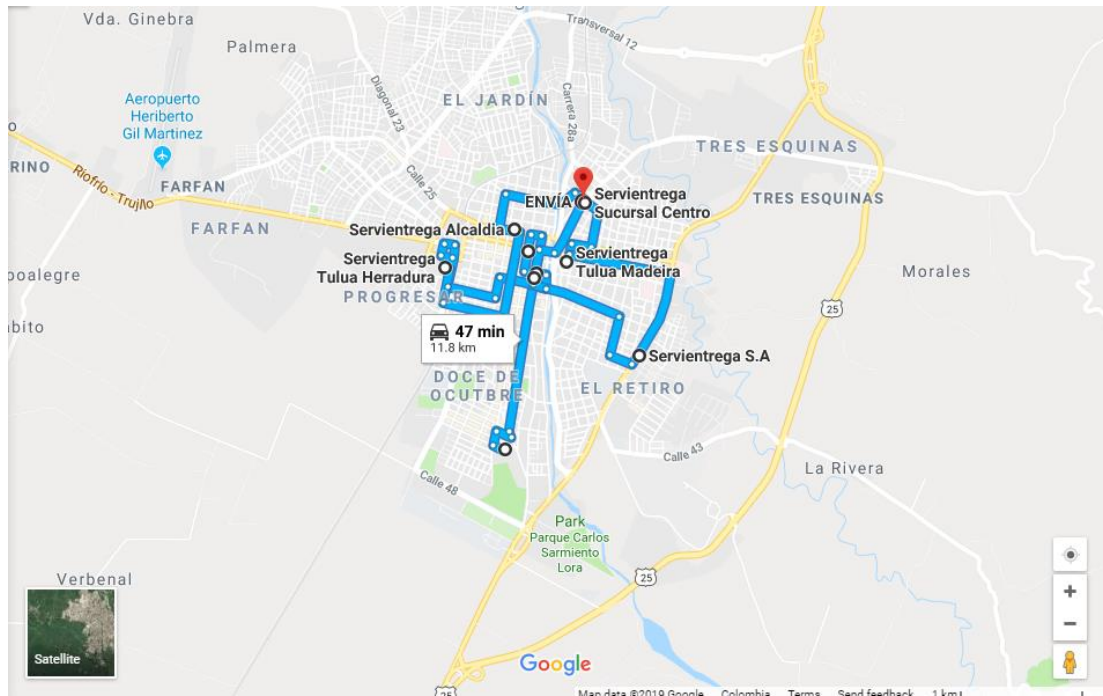 Vda. Ginebra
Transversal 12
Palmera
Aeropuerto
Heriberto
Gil Martinez
Diagonal 23
EL JARDÍN
Carrera 28a
TRES ESQUINAS
Calle 25
RINO
Riofrío - Trujillo
FARFAN
ENVÍA
Servientrega
Sucursal Centro
TRES ESQUINAS
FARFAN
Servientrega Alcaldia
Servientrega
Tulua Herradura
Servientrega
Tulua Madeira
Morales
PROGRESAR
25
47 min
11.8 km
Servientrega S.A
DOCE DE
OCUTBRE
EL RETIRO
Calle 43
La Rivera
Calle 48
Park
Parque Carlos
Sarmiento
Lora
25
Verbenal
Satellite
Google
25
Map data ©2019 Google Colombia Terms Send feedback 1 km